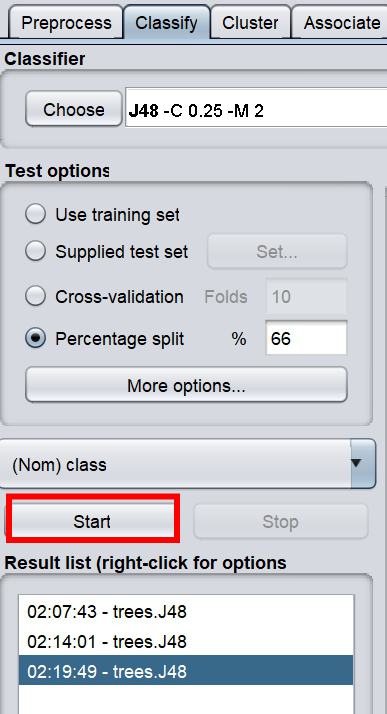 Preprocess Classify Cluster Associate
Classifier
Choose J48 -C 0.25 -M 2
Test options
Use training set
Supplied test set Set...
Cross-validation Folds 10
Percentage split % 66
More options...
(Nom) class
Start Stop
Result list (right-click for options
02:07:43 - trees.J48
02:14:01 - trees.J48
02:19:49 - trees.J48